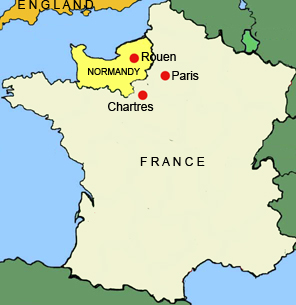 ENGLAND
Rouen
NORMANDY
Paris
Chartres
FRANCE